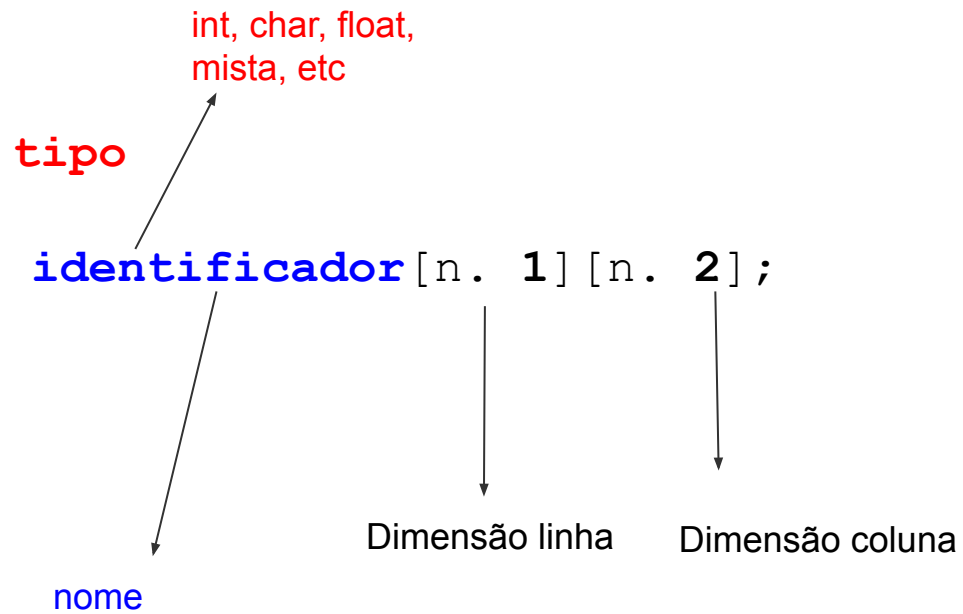 int, char, float,
mista, etc
tipo
identificador[n. 1][n. 2];
Dimensão linha
Dimensão coluna
nome